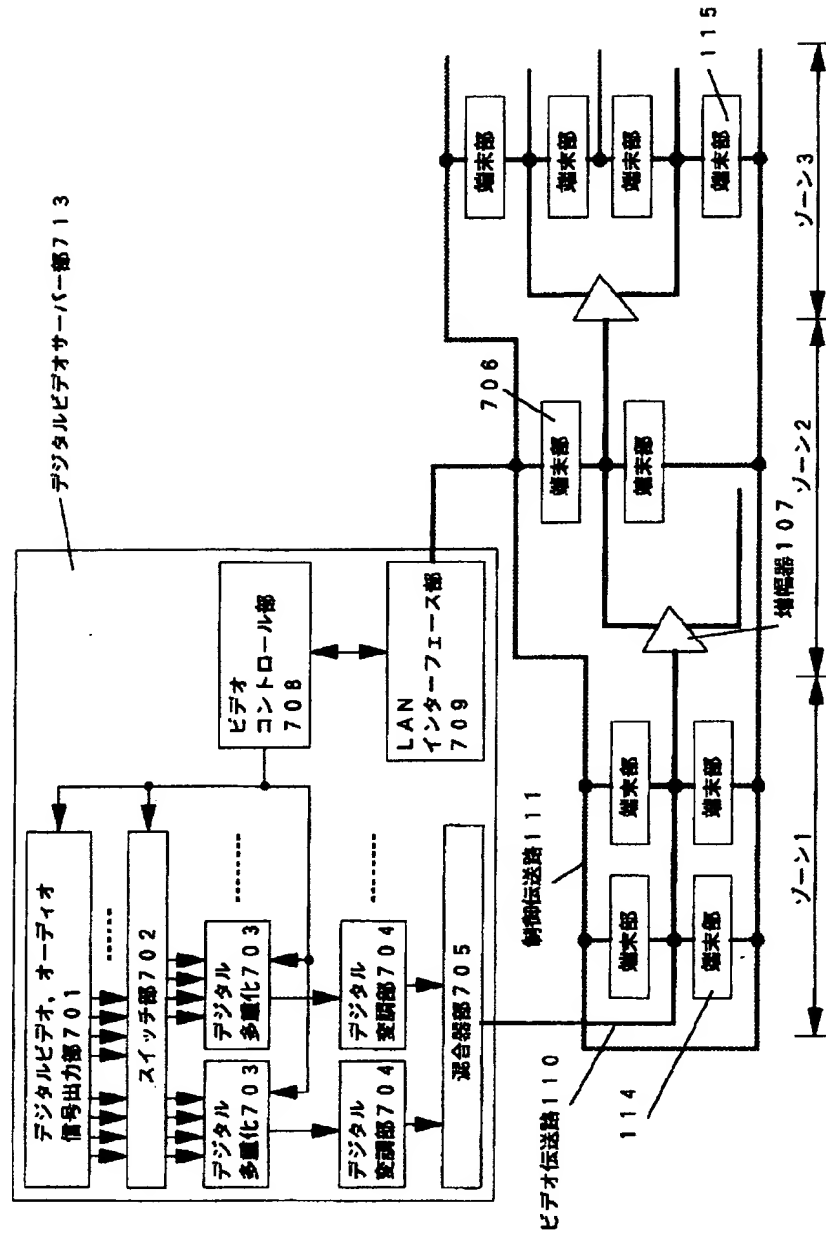 デジタルビデオサーバー部713
デジタルビデオ，オーディオ
信号出力部701
スイッチ部702
デジタル
多重化703
デジタル
多重化703
デジタル
変調部704
デジタル
変調部704
混合器部705
ビデオ
コントロール部
708
LAN
インターフェース部
709
ビデオ伝送路110
制御伝送路111
端末部
端末部
端末部
端末部
114
増幅器107
端末部
706
端末部
端末部
端末部
端末部
端末部
115
ゾーン1
ゾーン2
ゾーン3